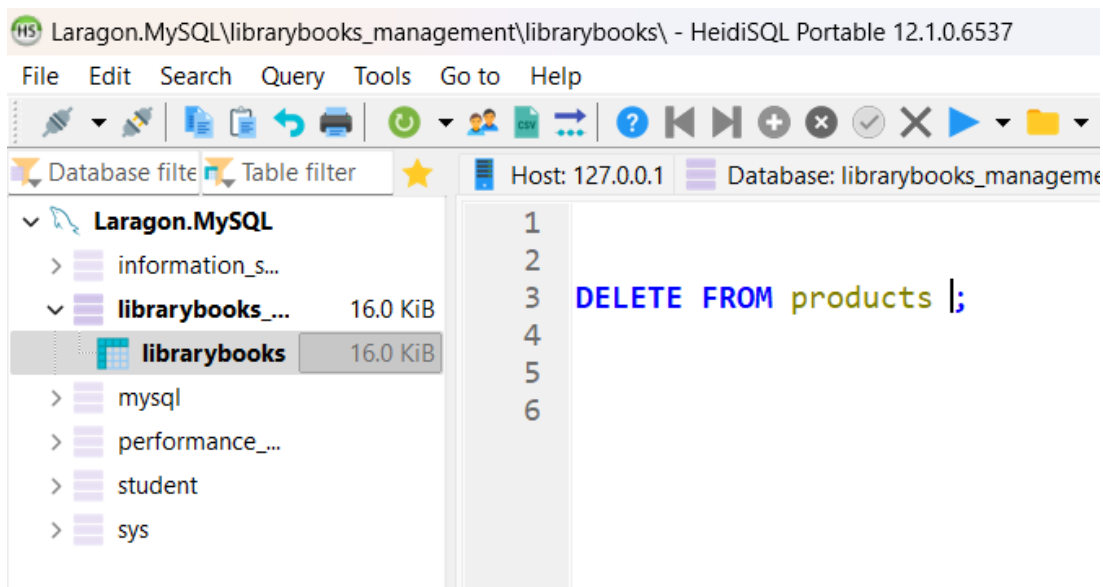 Laragon.MySQL\librarybooks_management\librarybooks\ - HeidiSQL Portable 12.1.0.6537
File Edit Search Query Tools Go to Help
CSV
Database filte Table filter Host: 127.0.0.1 Database: librarybooks_manageme
Laragon.MySQL
information_s...
librarybooks_... 16.0 KiB
librarybooks 16.0 KiB
mysql
performance_...
student
sys
1
2
3 DELETE FROM products ;
4
5
6